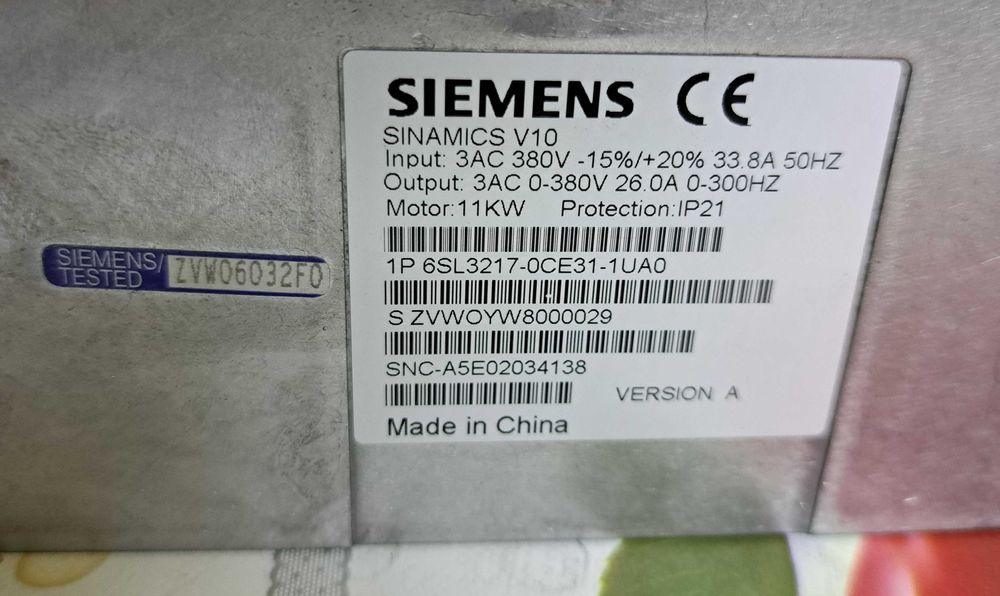 SIEMENS CE
SINAMICS V10
Input: 3AC 380V -15%/+20% 33.8A 50HZ
Output: 3AC 0-380V 26.0A 0-300HZ
Motor:11KW Protection:IP21
1P 6SL3217-0CE31-1UA0
S ZVWOYW8000029
SNC-A5E02034138
VERSION A
Made in China
SIEMENS/
TESTED ZVW06032F0